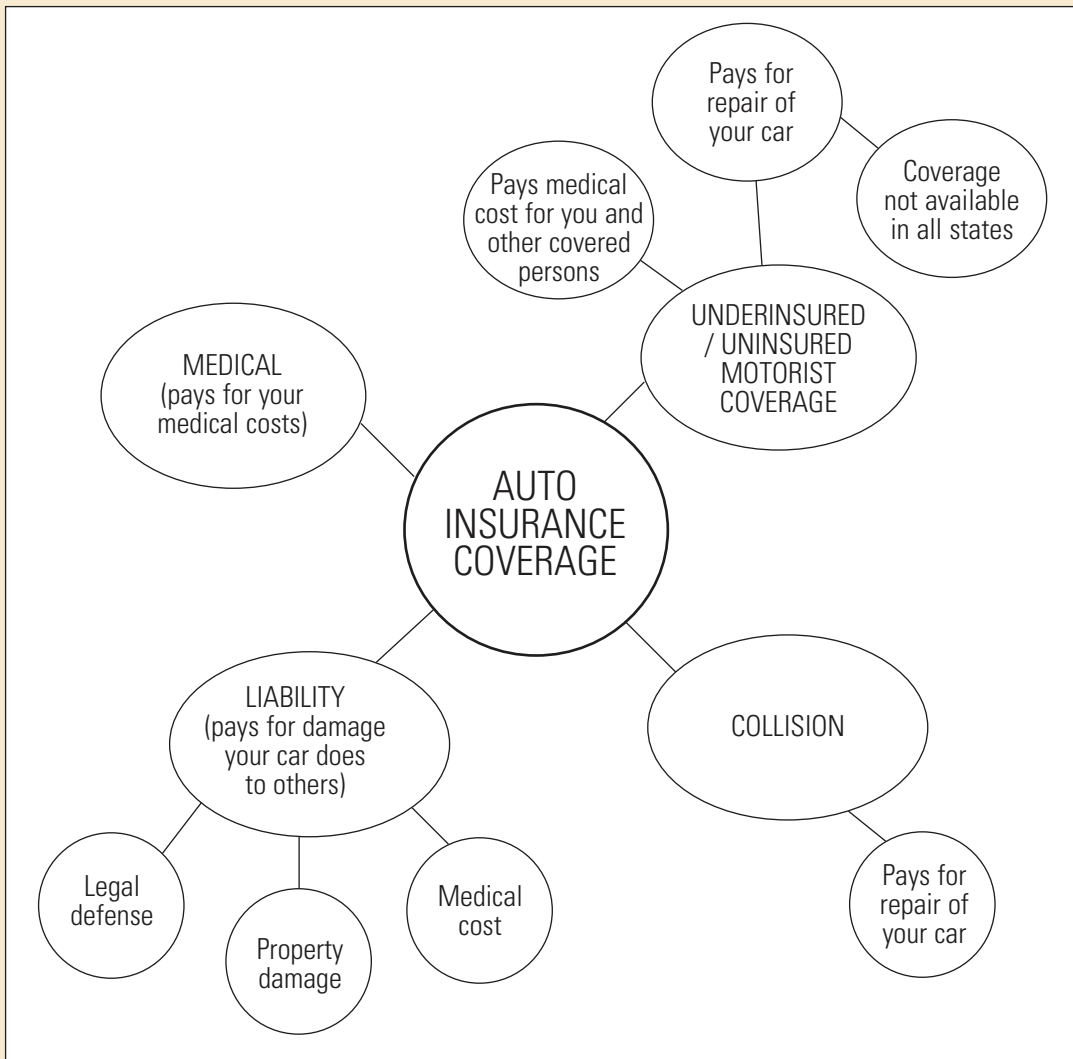 Pays for
repair of
your car
Coverage
not available
in all states
Pays medical
cost for you and
other covered
persons
UNDERINSURED
/ UNINSURED
MOTORIST
COVERAGE
MEDICAL
(pays for your
medical costs)
AUTO
INSURANCE
COVERAGE
LIABILITY
(pays for damage
your car does
to others)
COLLISION
Legal
defense
Property
damage
Medical
cost
Pays for
repair of
your car